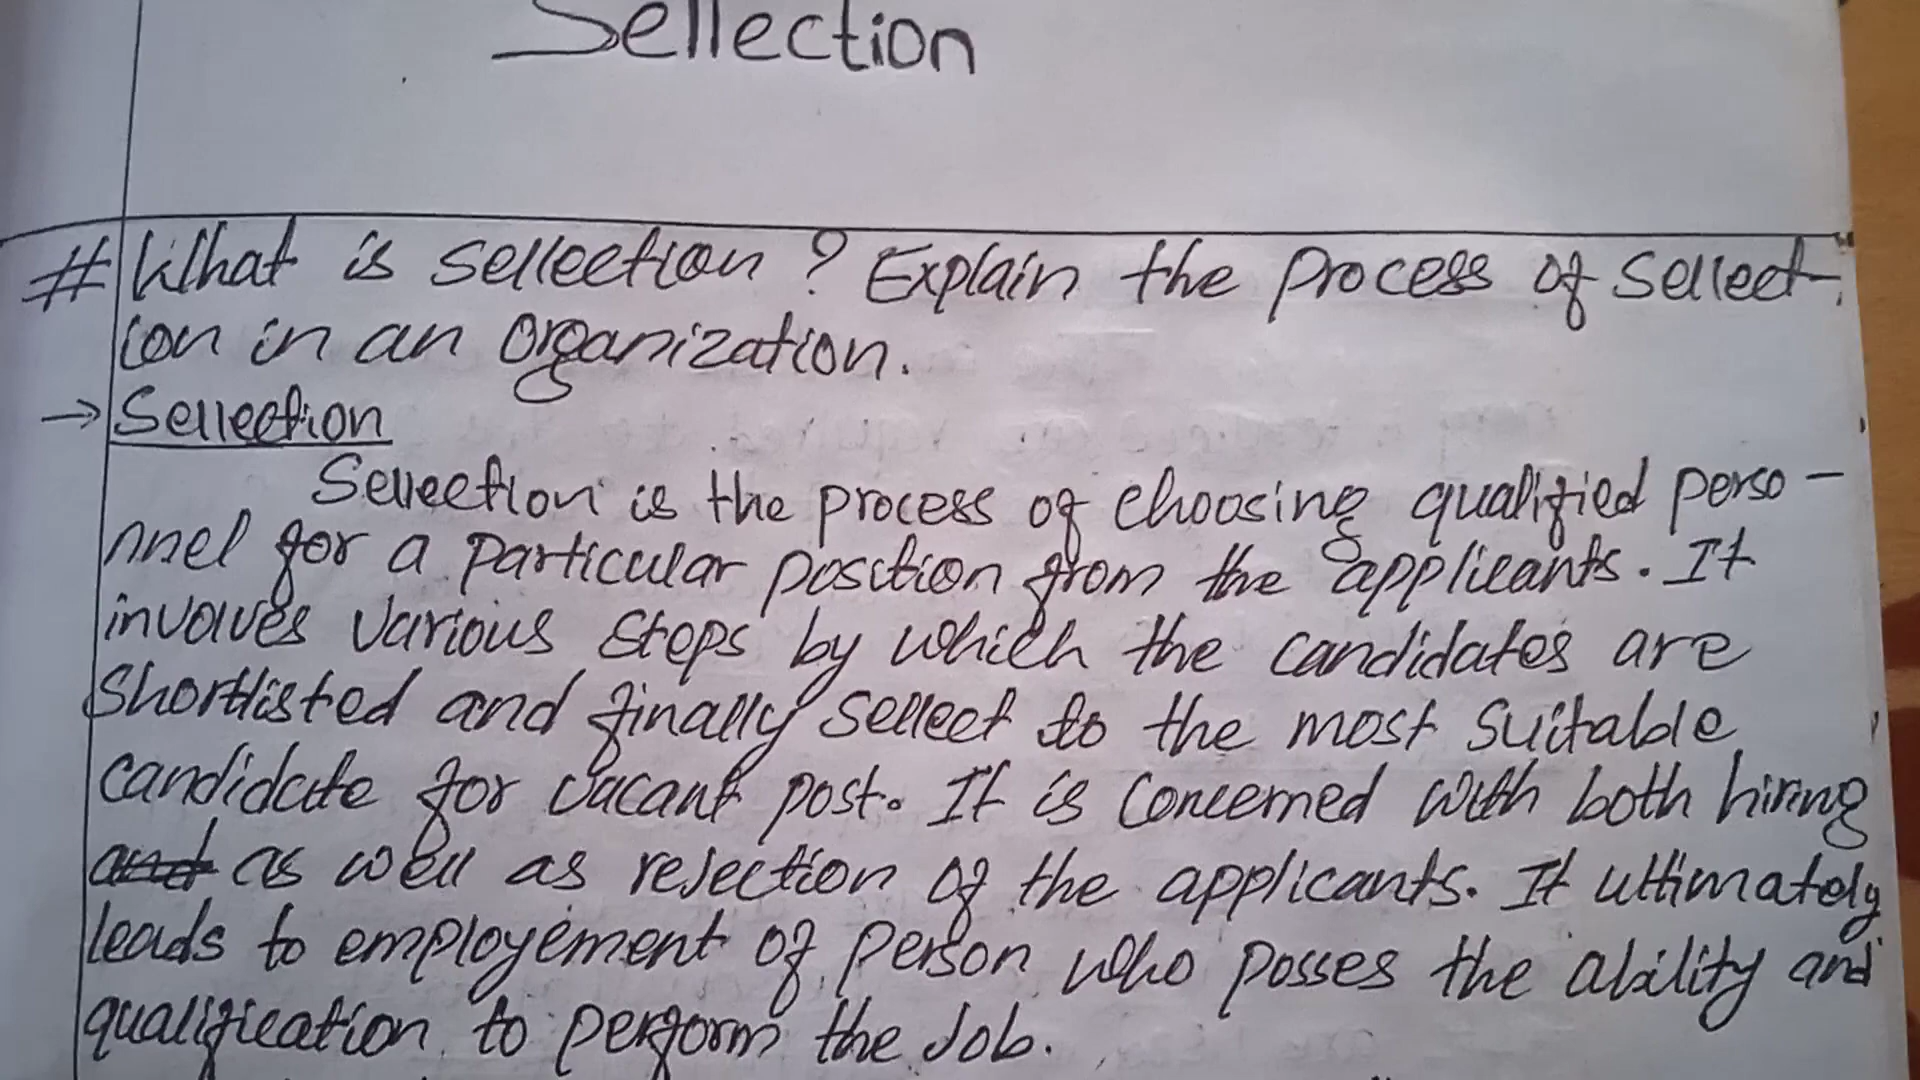 Sellection
# What is sellection ? Explain the process of sellect-
ion in an organization.
→ Sellection
Sellection is the process of choosing qualified perso-
nnel for a particular position from the applicants. It
involves various steps by which the candidates are
shortlisted and finally sellect to the most suitable
candidate for vacant post. It is concerned with both hiring
and as well as rejection of the applicants. It ultimately
leads to employement of person who posses the ability and
qualification to perform the job.